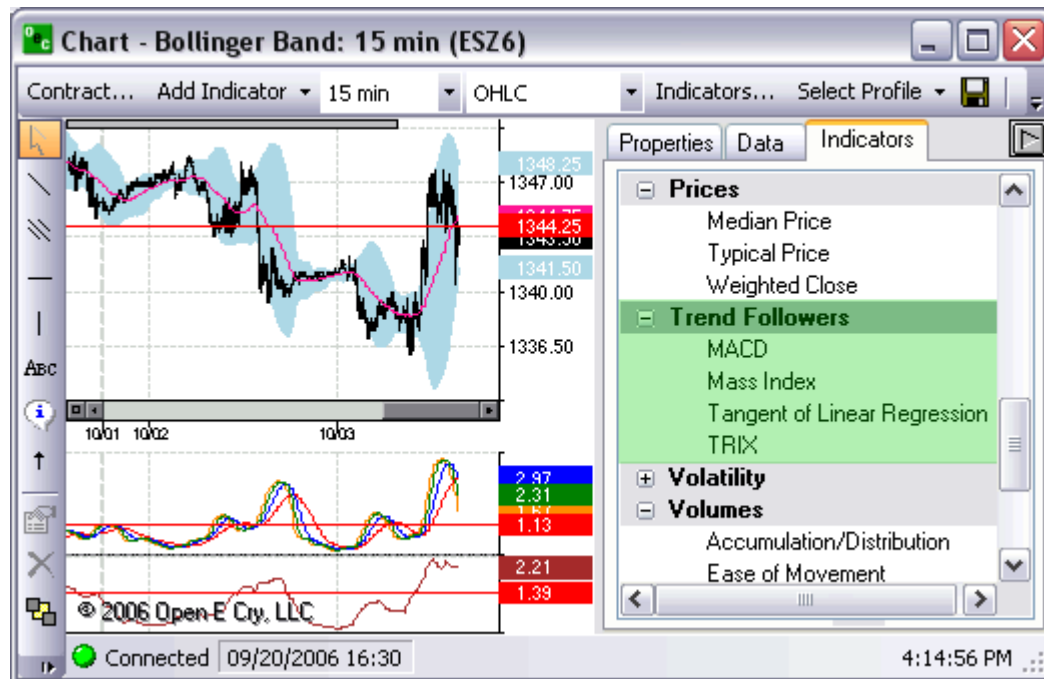 Oec Chart - Bollinger Band: 15 min (ESZ6)
Contract... Add Indicator 15 min OHLC Indicators... Select Profile
Properties Data Indicators
ABC
1348.25
1347.00
1344.25
1341.50
1340.00
1336.50
10/01 10/02 10/03
2.97
2.31
1.13
2.21
1.39
© 2006 Open E Cry, LLC
Prices
Median Price
Typical Price
Weighted Close
Trend Followers
MACD
Mass Index
Tangent of Linear Regression
TRIX
Volatility
Volumes
Accumulation/Distribution
Ease of Movement
Connected 09/20/2006 16:30 4:14:56 PM